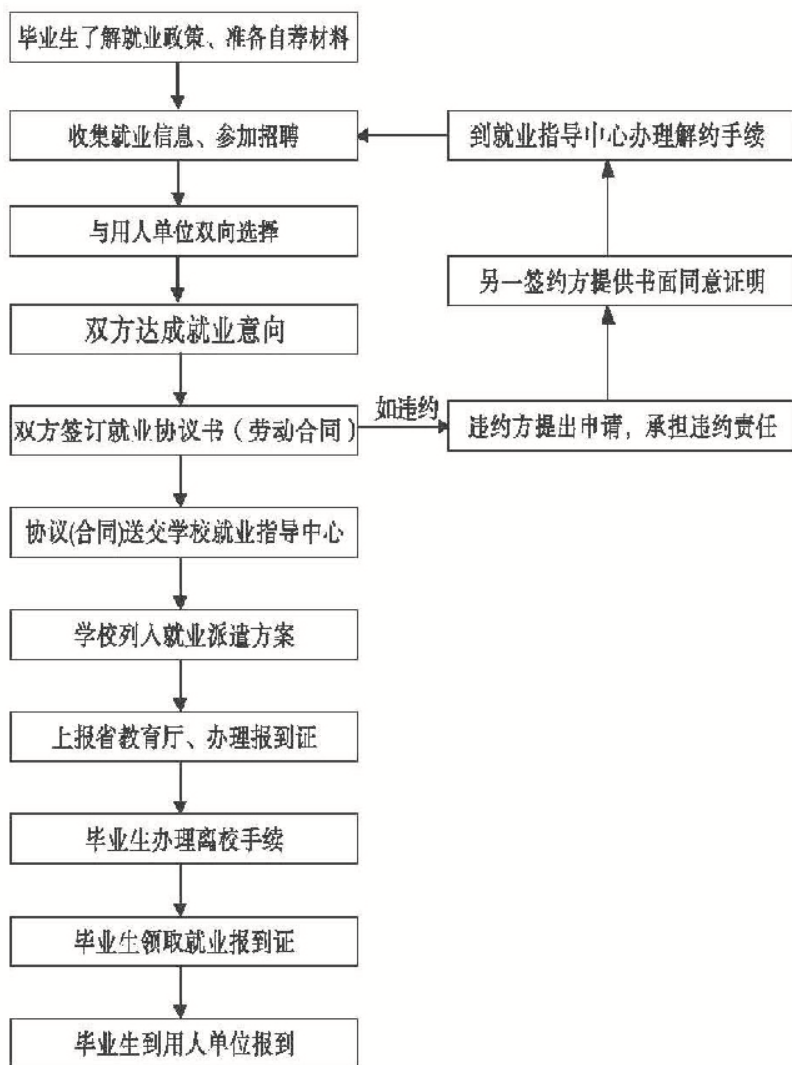 毕业生了解就业政策、准备自荐材料
收集就业信息、参加招聘
到就业指导中心办理解约手续
与用人单位双向选择
另一签约方提供书面同意证明
双方达成就业意向
如违约
双方签订就业协议书（劳动合同）
违约方提出申请，承担违约责任
协议(合同)送交学校就业指导中心
学校列入就业派遣方案
上报省教育厅、办理报到证
毕业生办理离校手续
毕业生领取就业报到证
毕业生到用人单位报到